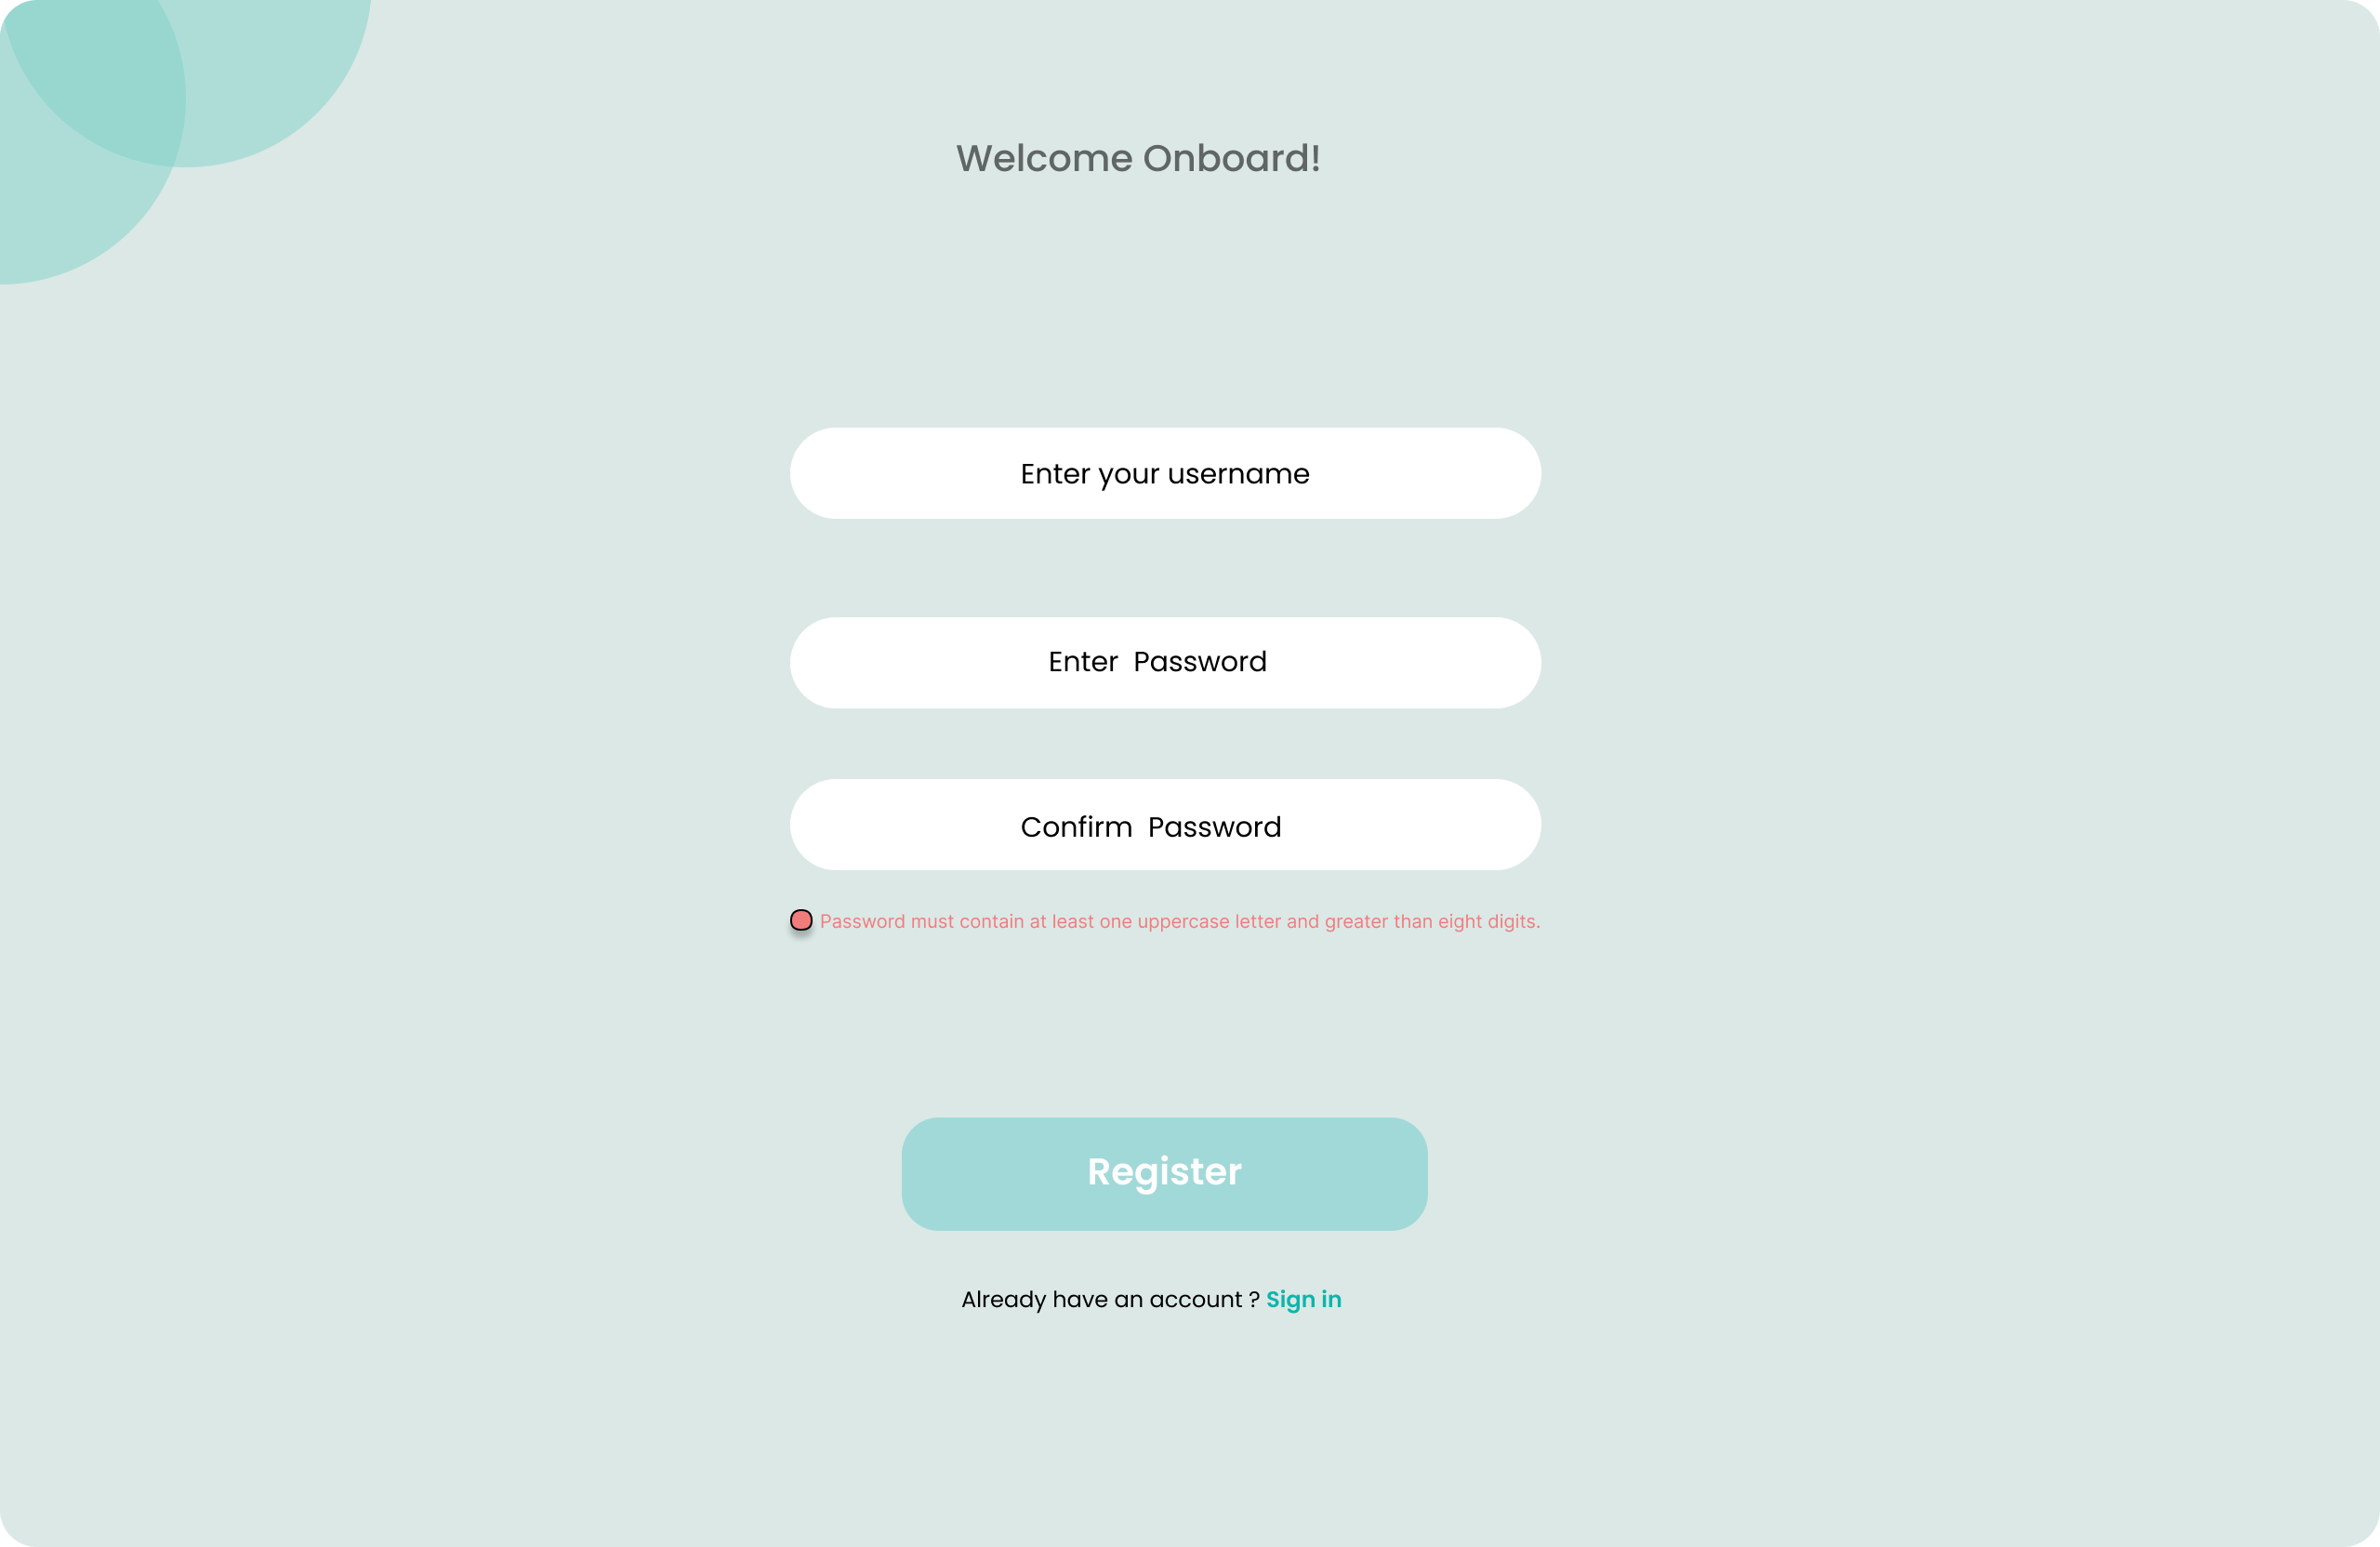 Welcome Onboard!
Enter your username
Enter  Password
Confirm  Password
Password must contain at least one uppercase letter and greater than eight digits.
Register
Already have an account ? Sign in